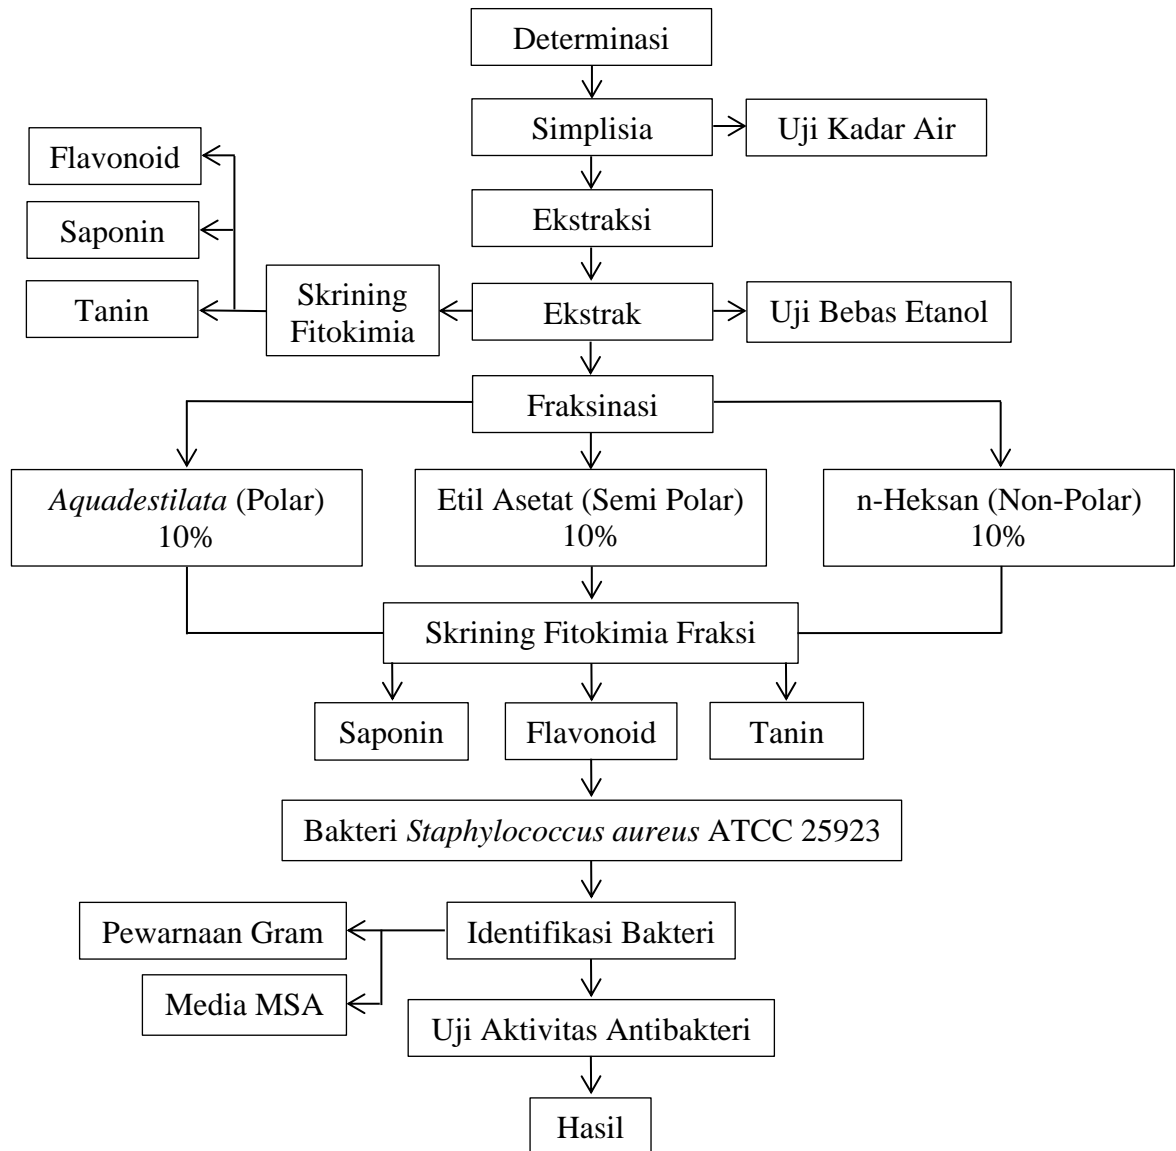 Determinasi
Simplisia
Uji Kadar Air
Flavonoid
Saponin
Tanin
Ekstraksi
Skrining
Fitokimia
Ekstrak
Uji Bebas Etanol
Fraksinasi
Aquadestilata (Polar)
10%
Etil Asetat (Semi Polar)
10%
n-Heksan (Non-Polar)
10%
Skrining Fitokimia Fraksi
Saponin
Flavonoid
Tanin
Bakteri Staphylococcus aureus ATCC 25923
Identifikasi Bakteri
Pewarnaan Gram
Media MSA
Uji Aktivitas Antibakteri
Hasil